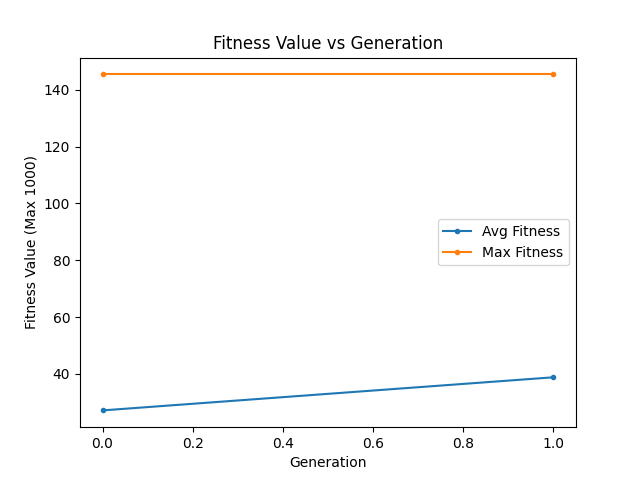 Fitness Value vs Generation
Fitness Value (Max 1000)
140
120
100
80
60
40
Avg Fitness
Max Fitness
0.0 0.2 0.4 0.6 0.8 1.0
Generation